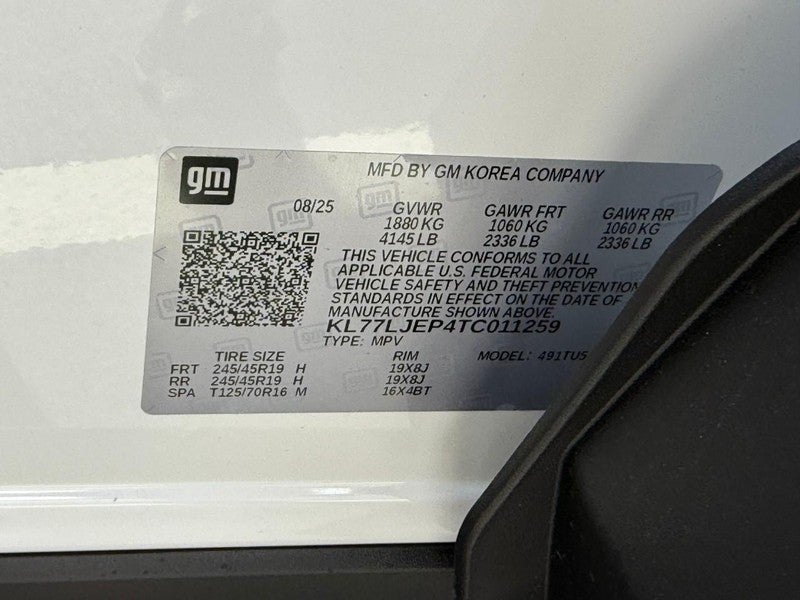 gm
MFD BY GM KOREA COMPANY
08/25 GVWR GAWR FRT GAWR RR
1880 KG 1060 KG 1060 KG
4145 LB 2336 LB 2336 LB
THIS VEHICLE CONFORMS TO ALL
APPLICABLE U.S. FEDERAL MOTOR
VEHICLE SAFETY AND THEFT PREVENTION
STANDARDS IN EFFECT ON THE DATE OF
MANUFACTURE SHOWN ABOVE.
KL77LJEP4TC011259
TYPE: MPV MODEL: 491TU5
TIRE SIZE RIM
FRT 245/45R19 H 19X8J
RR 245/45R19 H 19X8J
SPA T125/70R16 M 16X4BT